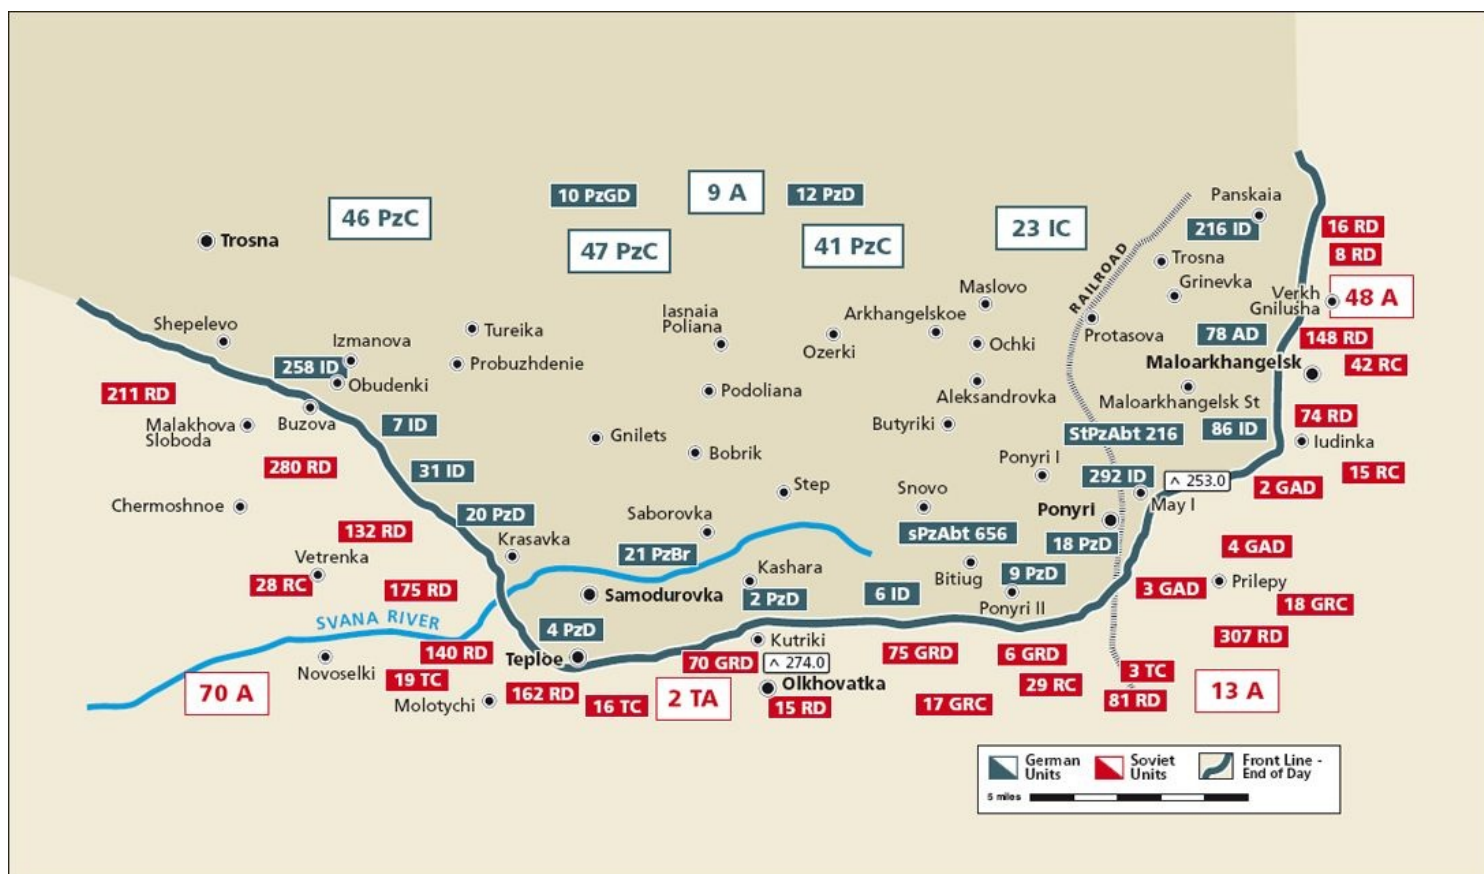 Panskaia
10 PzGD
9 A
12 PzD
46 PzC
23 IC
216 ID
16 RD
Trosna
47 PzC
41 PzC
RAILROAD
8 RD
Trosna
Grinevka
Maslovo
Verkh
Gnilusha
48 A
Shepelevo
Izmanova
Tureika
Iasnaia
Poliana
Arkhangelskoe
Ozerki
Ochki
Protasova
78 AD
148 RD
258 ID
Obudenki
Probuzhdenie
Maloarkhangelsk
42 RC
211 RD
Podoliana
Aleksandrovka
Maloarkhangelsk St
Malakhova
Sloboda
Buzova
7 ID
Gnilets
Butyriki
StPzAbt 216
86 ID
74 RD
Iudinka
280 RD
31 ID
Bobrik
Ponyri I
292 ID
^ 253.0
2 GAD
15 RC
Chermoshnoe
20 PzD
Step
Snovo
May I
Saborovka
Ponyri
132 RD
Krasavka
21 PzBr
sPzAbt 656
18 PzD
4 GAD
Vetrenka
28 RC
175 RD
Kashara
Bitiug
9 PzD
3 GAD
Prilepy
Samodurovka
2 PzD
6 ID
Ponyri II
18 GRC
SVANA RIVER
4 PzD
307 RD
Novoselki
140 RD
Teploe
Kutriki
70 GRD
^ 274.0
75 GRD
6 GRD
3 TC
70 A
19 TC
162 RD
2 TA
Olkhovatka
29 RC
13 A
Molotychi
16 TC
15 RD
17 GRC
81 RD
German
Units
Soviet
Units
Front Line -
End of Day
5 miles